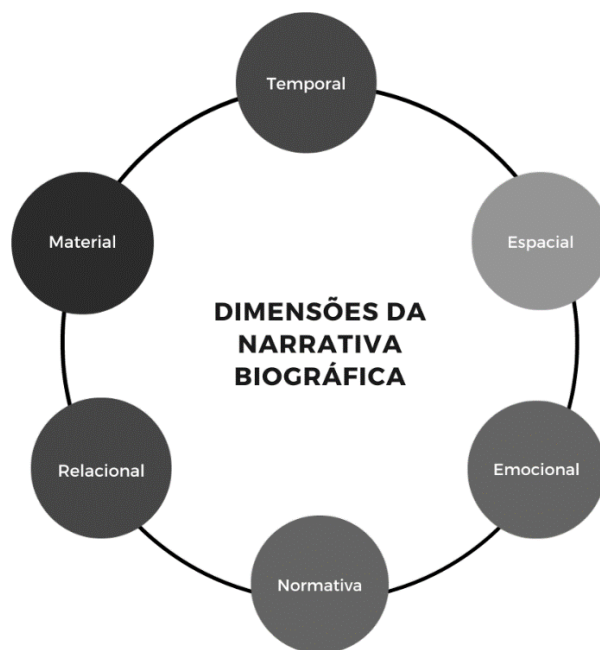 Temporal
Material
Espacial
DIMENSÕES DA
NARRATIVA
BIOGRÁFICA
Relacional
Emocional
Normativa